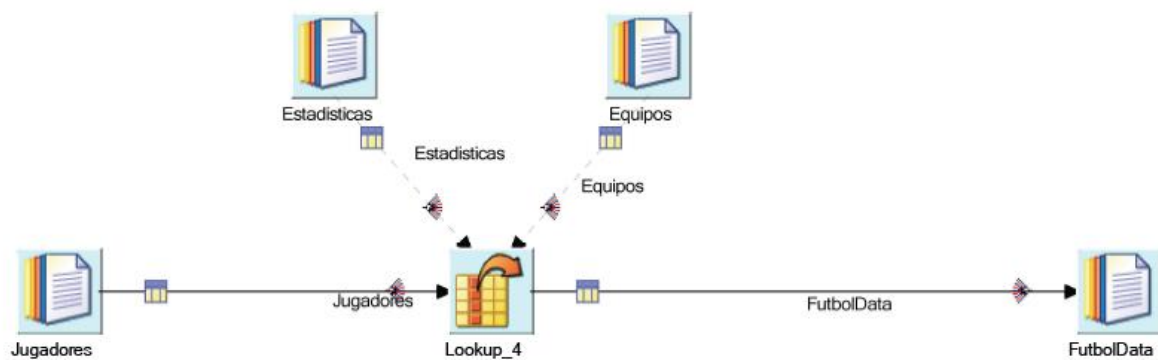 Estadisticas
Equipos
Estadisticas
Equipos
Jugadores
FutbolData
Jugadores
Lookup_4
FutbolData